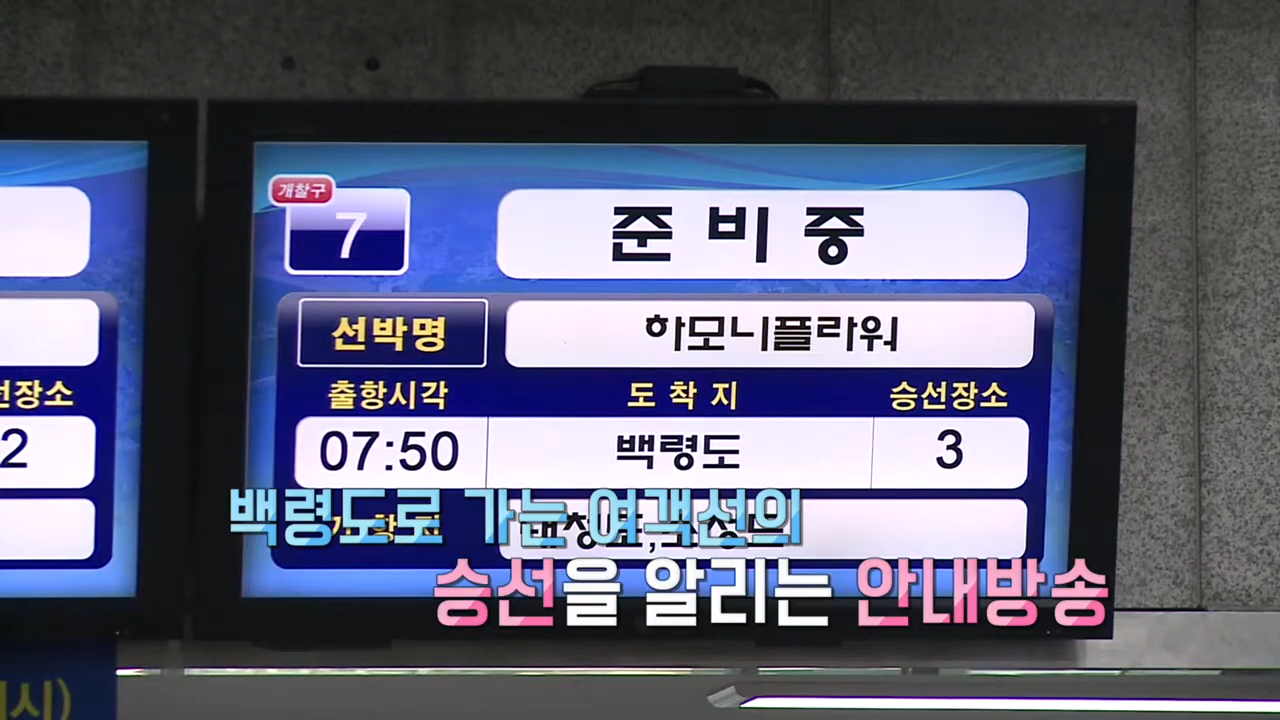 개찰구
7
준비중
선박명
하모니플라워
출항시각
도착지
승선장소
07:50
백령도
3
선장소
2
백령도로 가는 여객선의
승선을 알리는 안내방송